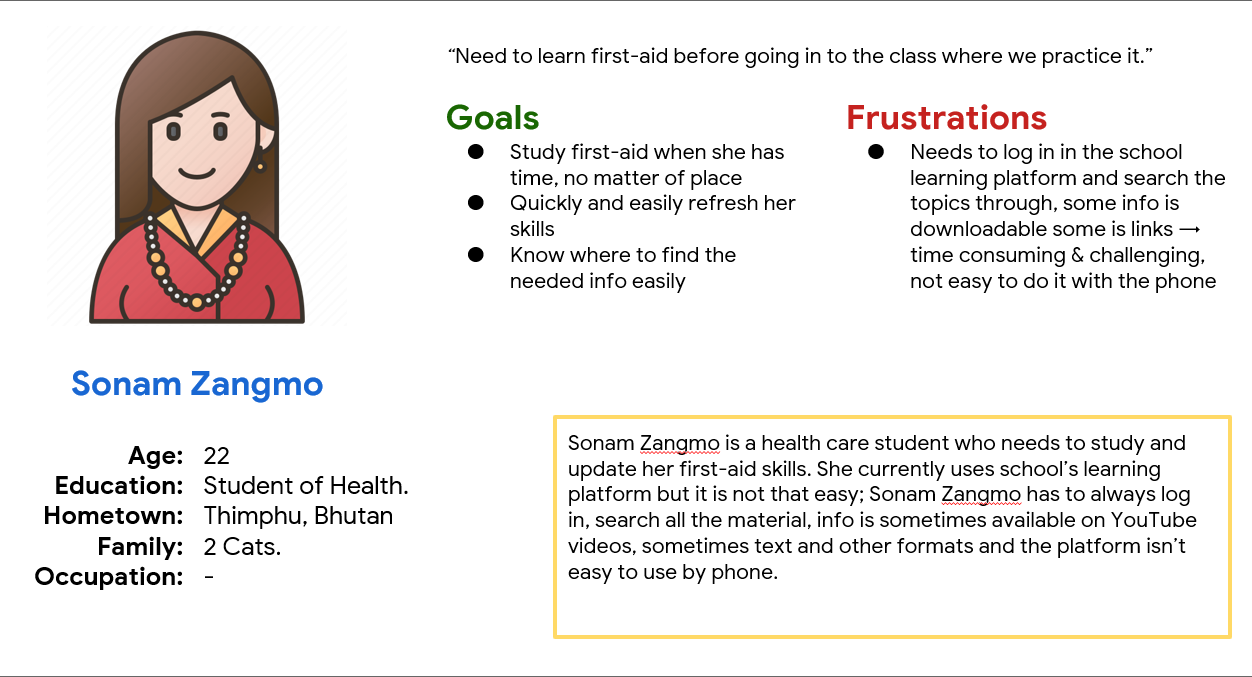 “Need to learn first-aid before going in to the class where we practice it.”
Goals
● Study first-aid when she has
time, no matter of place
● Quickly and easily refresh her
skills
● Know where to find the
needed info easily
Frustrations
● Needs to log in in the school
learning platform and search the
topics through, some info is
downloadable some is links →
time consuming & challenging,
not easy to do it with the phone
Sonam Zangmo
Age: 22
Education: Student of Health.
Hometown: Thimphu, Bhutan
Family: 2 Cats.
Occupation: -
Sonam Zangmo is a health care student who needs to study and
update her first-aid skills. She currently uses school’s learning
platform but it is not that easy; Sonam Zangmo has to always log
in, search all the material, info is sometimes available on YouTube
videos, sometimes text and other formats and the platform isn’t
easy to use by phone.